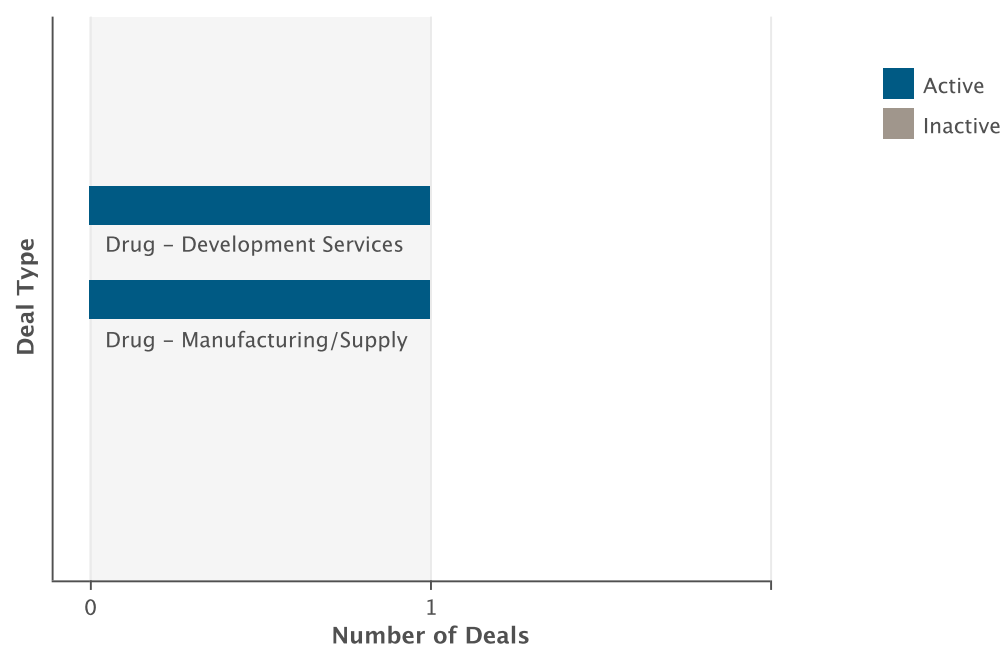 Active
Inactive
Drug – Development Services
Drug – Manufacturing/Supply
Deal Type
0
1
Number of Deals